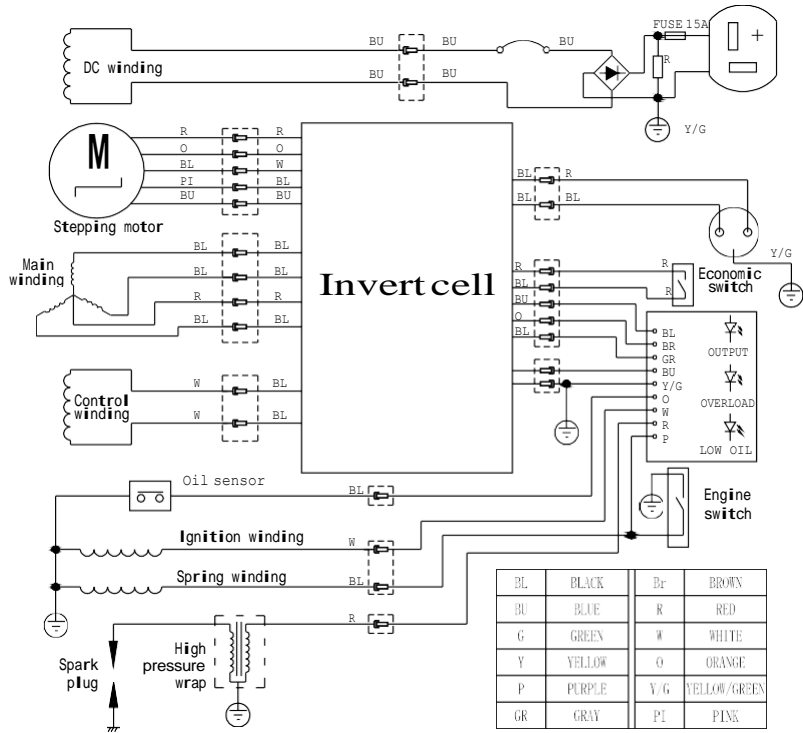 FUSE 15A
BU BU BU
DC winding
R
+
BU BU
Y/G
M
R R
O O
BL W
PI BL
BU BU
Stepping motor
Invert cell
BL R
BL BL
Y/G
Main
winding
BL BL
BL BL
R R
BL BL
R
BL
BU
O
BL
R
R
Economic
switch
BL
BR
GR
BU
Y/G
O
W
R
P
OUTPUT
OVERLOAD
LOW OIL
Control
winding
W BL
W BL
Oil sensor
BL
Ignition winding
W
Spring winding
BL
Engine
switch
R
Spark
plug
High
pressure
wrap
BL BLACK Br BROWN
BU BLUE R RED
G GREEN W WHITE
Y YELLOW O ORANGE
P PURPLE Y/G YELLOW/GREEN
GR GRAY PI PINK